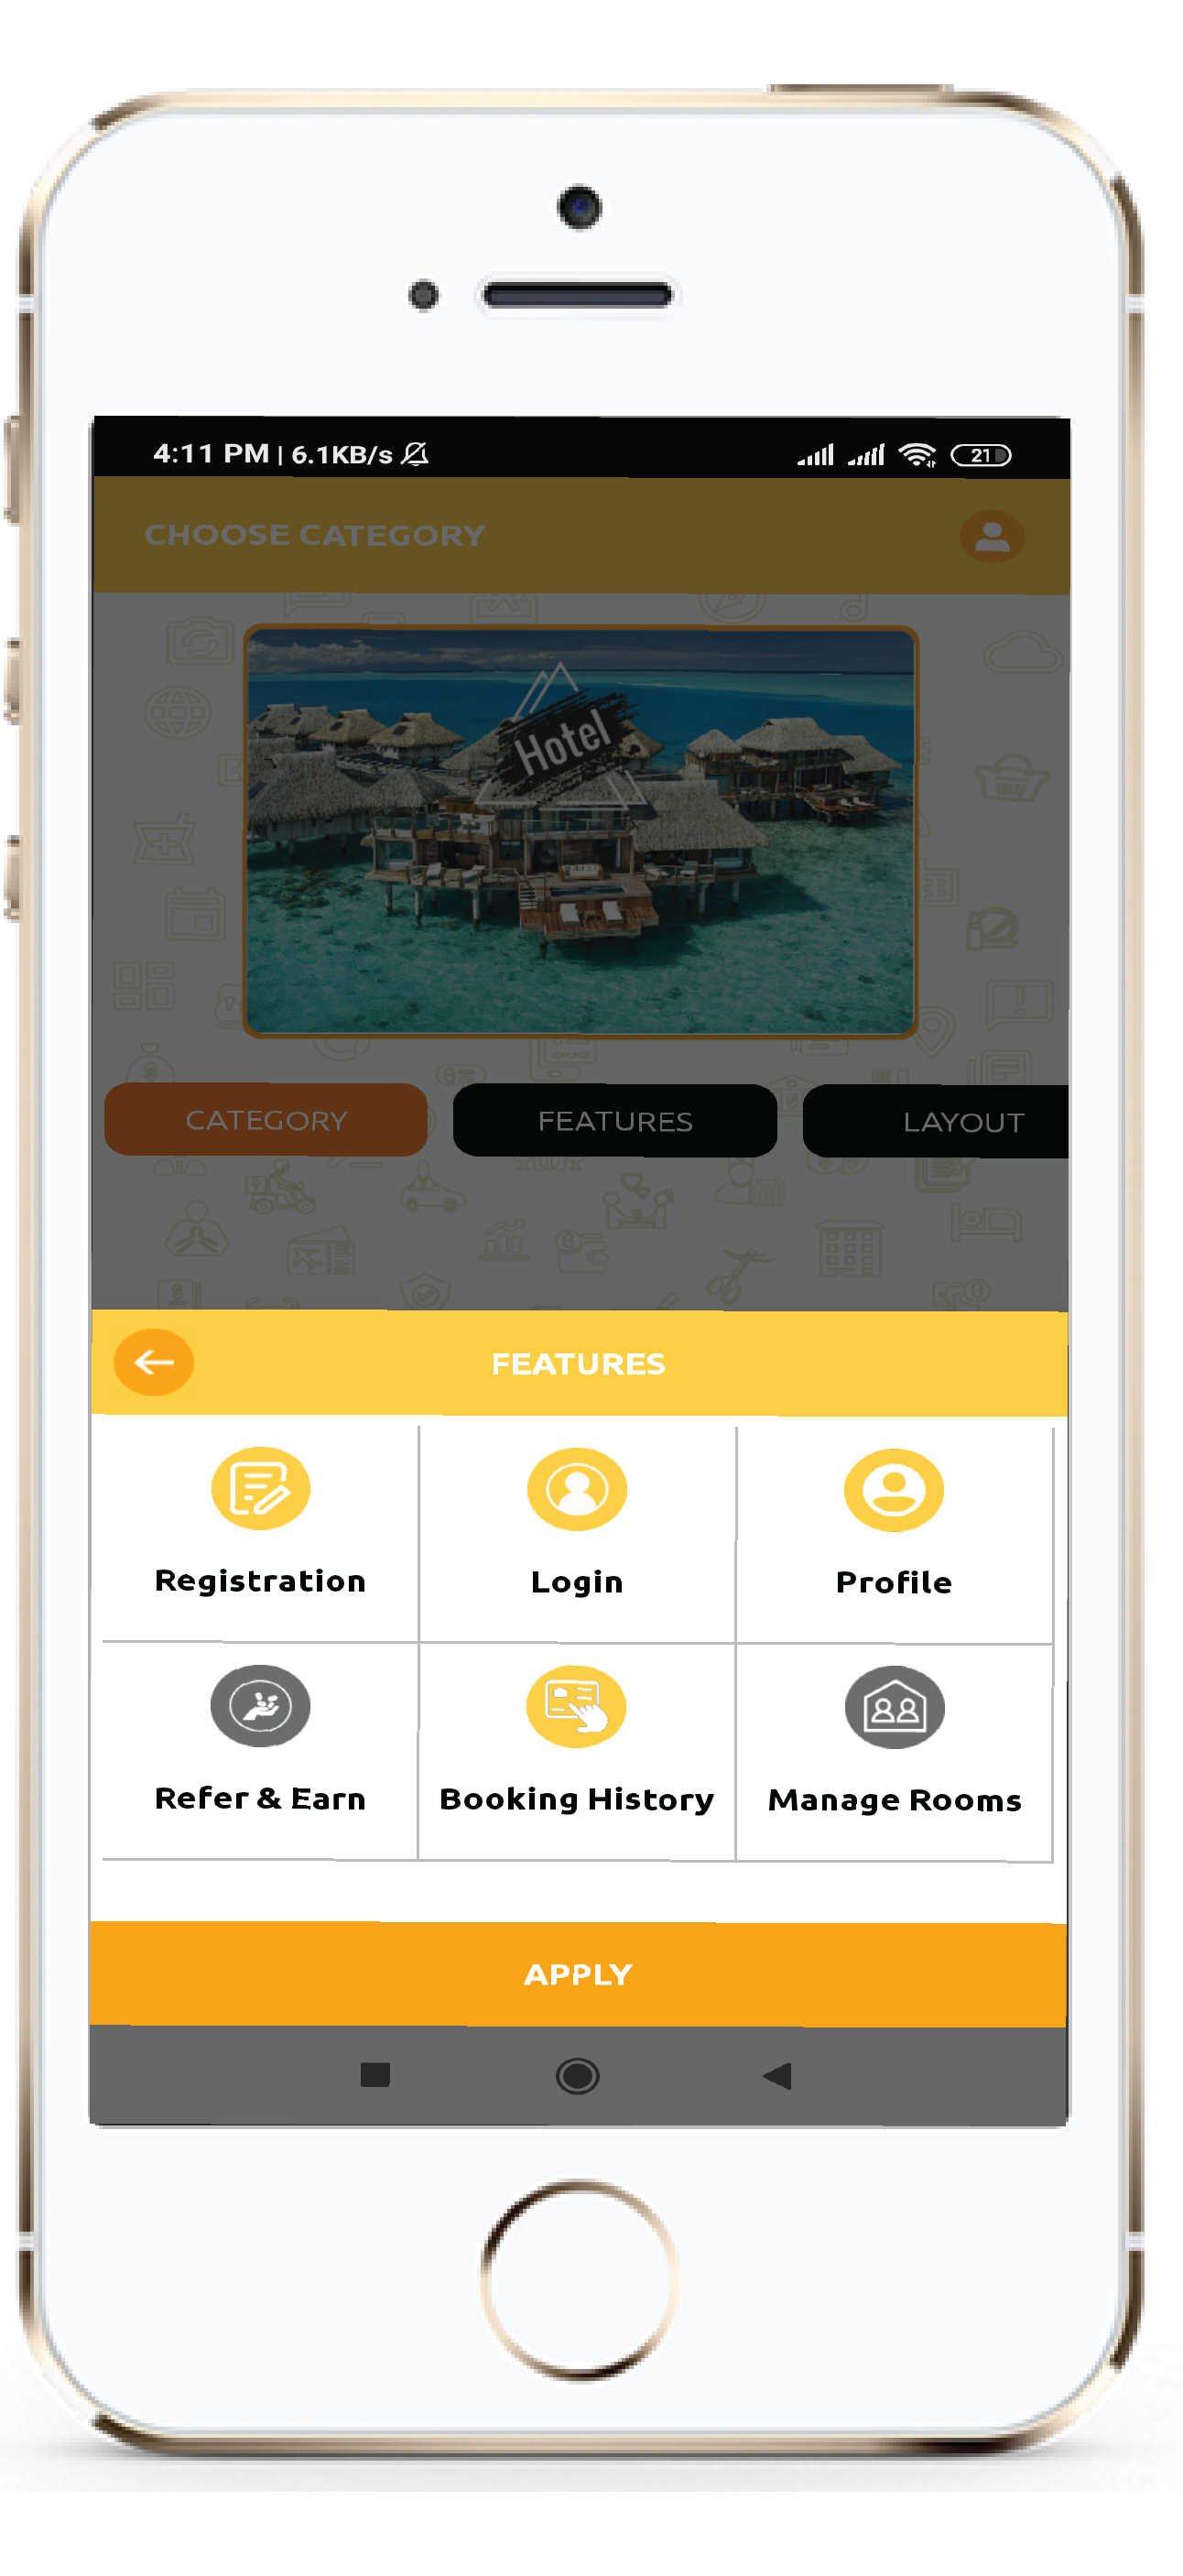 4:11 PM | 6.1KB/s 21
CHOOSE CATEGORY
Hotel
CATEGORY FEATURES LAYOUT
FEATURES
Registration Login Profile
Refer & Earn Booking History Manage Rooms
APPLY